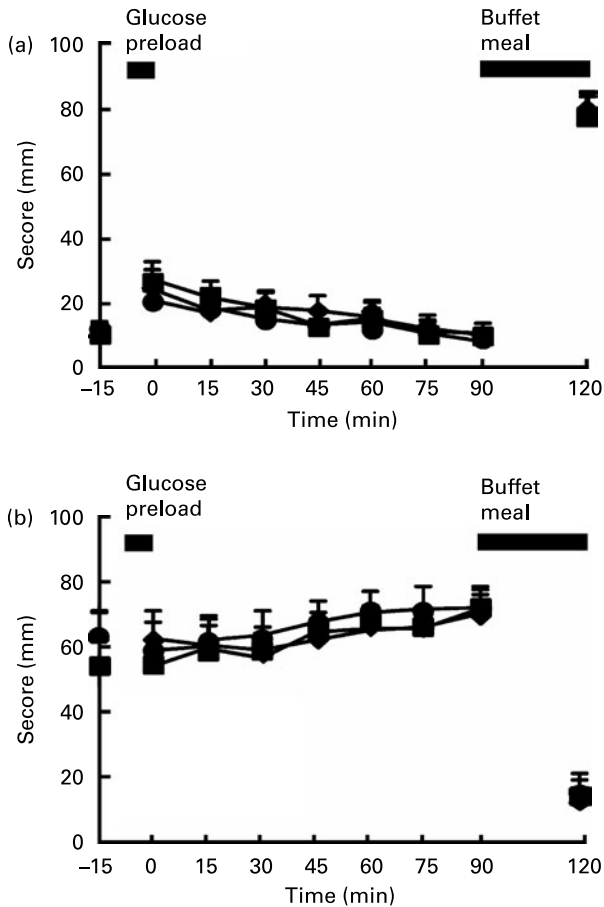 (a)
Glucose
preload
Buffet
meal
100
80
60
40
20
0
Secore (mm)
–15 0 15 30 45 60 75 90 120
Time (min)
(b)
Glucose
preload
Buffet
meal
100
80
60
40
20
0
Secore (mm)
–15 0 15 30 45 60 75 90 120
Time (min)